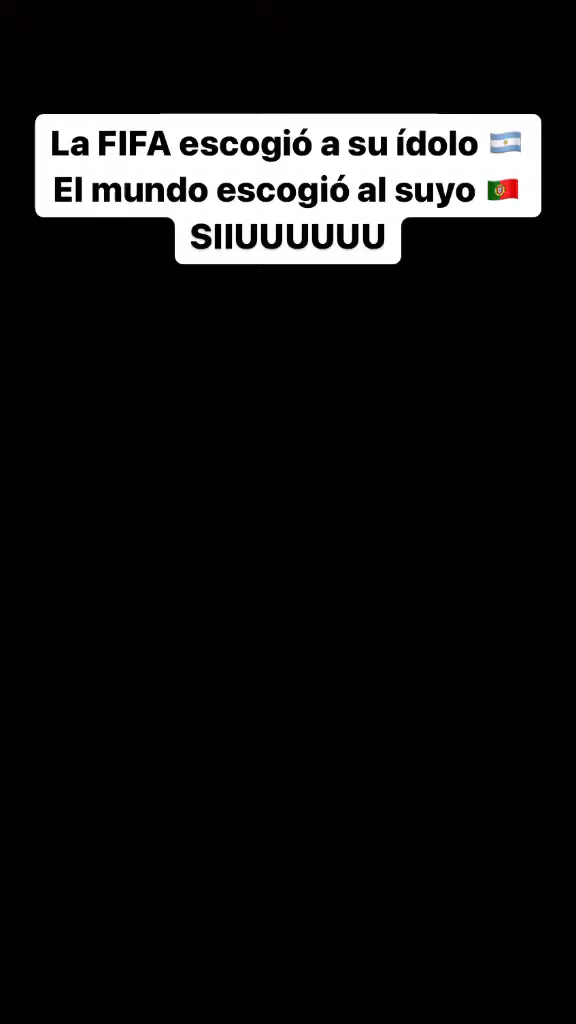 La FIFA escogió a su ídolo 🇦🇷
El mundo escogió al suyo 🇵🇹
SIIUUUUUU